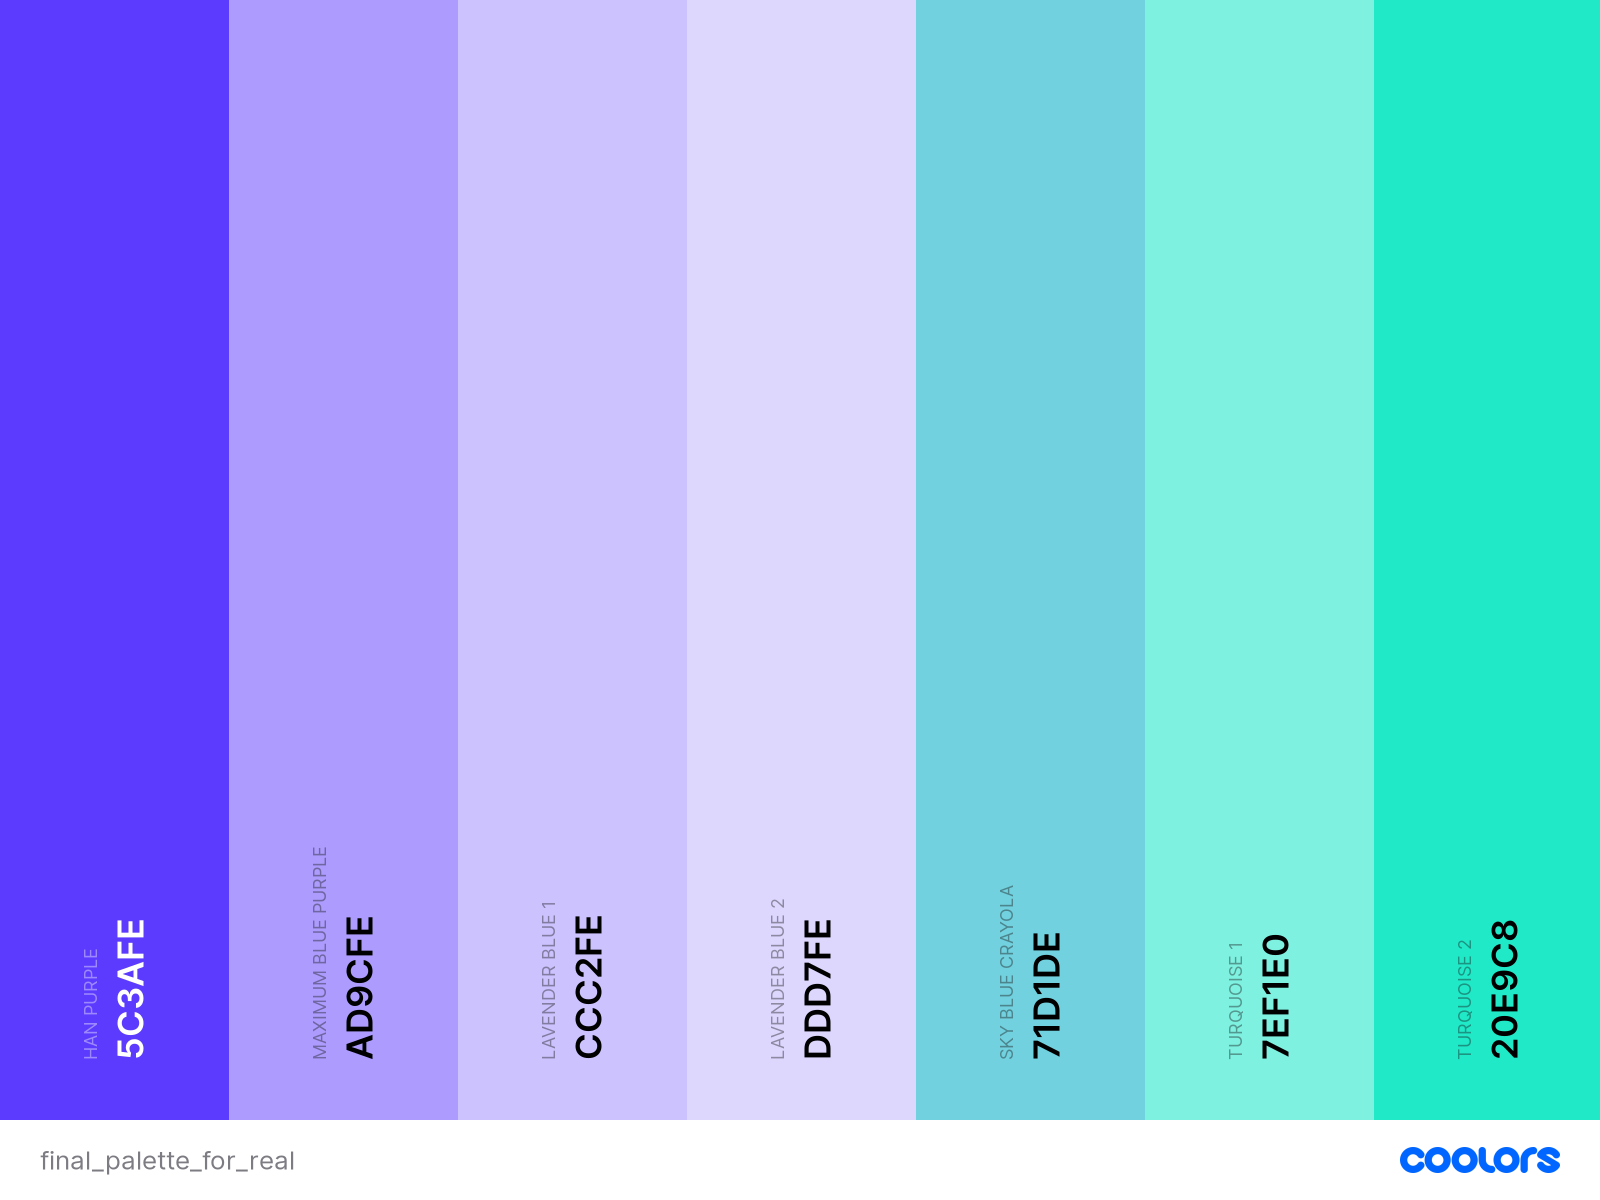 HAN PURPLE
5C3AFE
MAXIMUM BLUE PURPLE
AD9CFE
LAVENDER BLUE 1
CCC2FE
LAVENDER BLUE 2
DDD7FE
SKY BLUE CRAYOLA
71D1DE
TURQUOISE 1
7EF1E0
TURQUOISE 2
20E9C8
final_palette_for_real
coolors